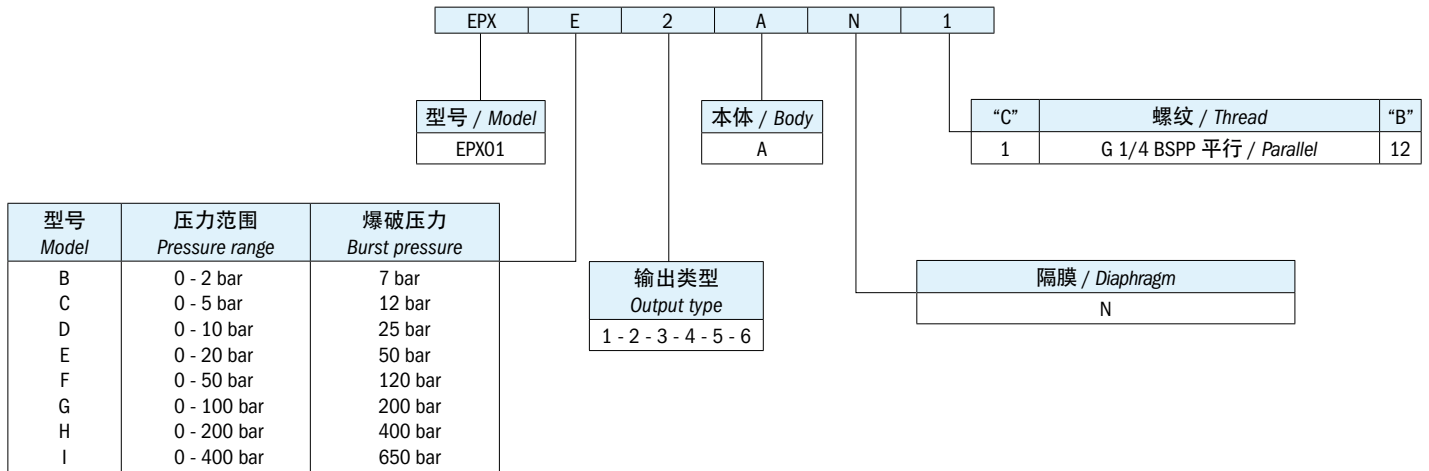 EPX E 2 A N 1
型号 / Model
EPX01
本体 / Body
A
“C” 螺纹 / Thread “B”
1 G 1/4 BSPP 平行 / Parallel 12
型号 压力范围 爆破压力
Model Pressure range Burst pressure
B 0 - 2 bar 7 bar
C 0 - 5 bar 12 bar
D 0 - 10 bar 25 bar
E 0 - 20 bar 50 bar
F 0 - 50 bar 120 bar
G 0 - 100 bar 200 bar
H 0 - 200 bar 400 bar
I 0 - 400 bar 650 bar
输出类型
Output type
1 - 2 - 3 - 4 - 5 - 6
隔膜 / Diaphragm
N